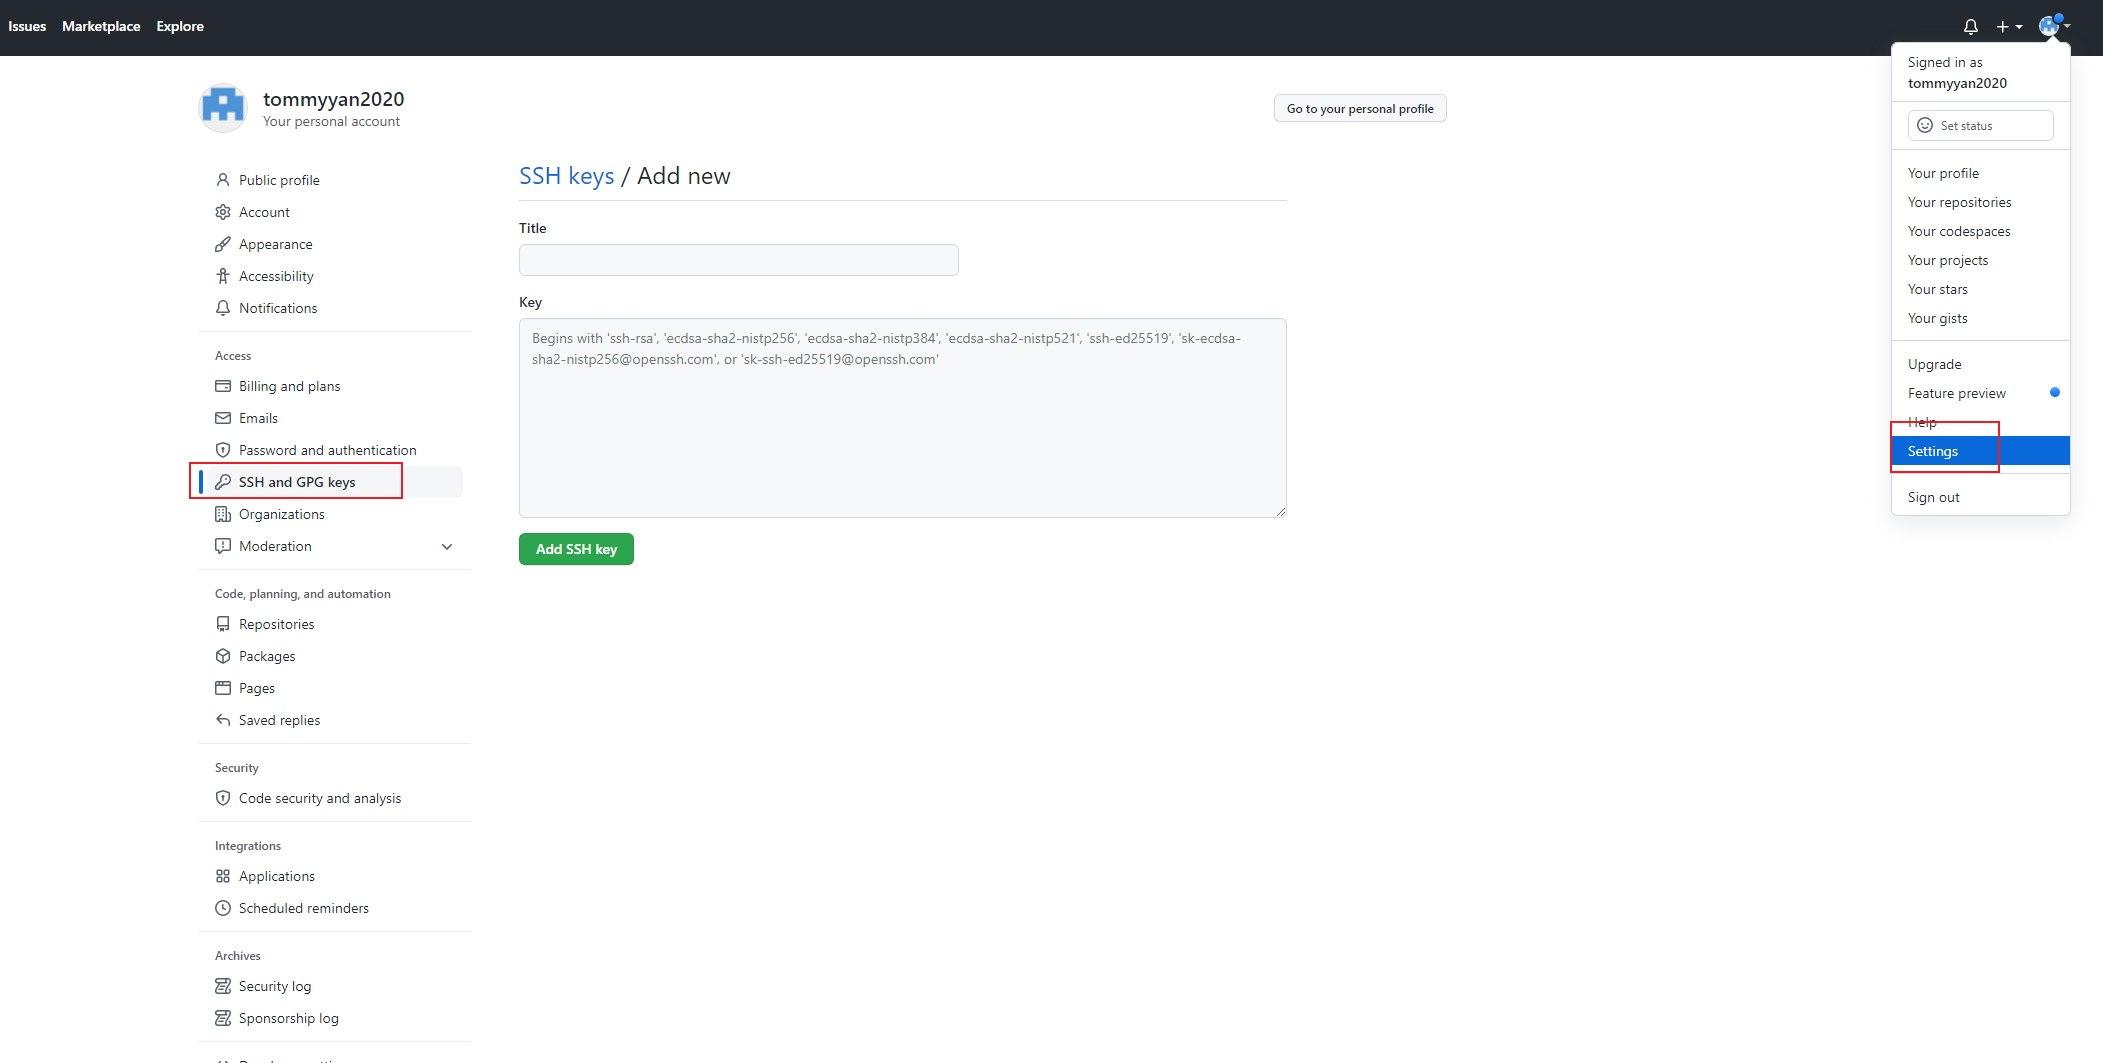 Issues Marketplace Explore
Signed in as
tommyyan2020
Set status
Your profile
Your repositories
Your codespaces
Your projects
Your stars
Your gists
Upgrade
Feature preview
Help
Settings
Sign out
tommyyan2020
Your personal account
Go to your personal profile
Public profile
Account
Appearance
Accessibility
Notifications
Access
Billing and plans
Emails
Password and authentication
SSH and GPG keys
Organizations
Moderation
Code, planning, and automation
Repositories
Packages
Pages
Saved replies
Security
Code security and analysis
Integrations
Applications
Scheduled reminders
Archives
Security log
Sponsorship log
SSH keys / Add new
Title
Key
Begins with 'ssh-rsa', 'ecdsa-sha2-nistp256', 'ecdsa-sha2-nistp384', 'ecdsa-sha2-nistp521', 'ssh-ed25519', 'sk-ecdsa-
sha2-nistp256@openssh.com', or 'sk-ssh-ed25519@openssh.com'
Add SSH key